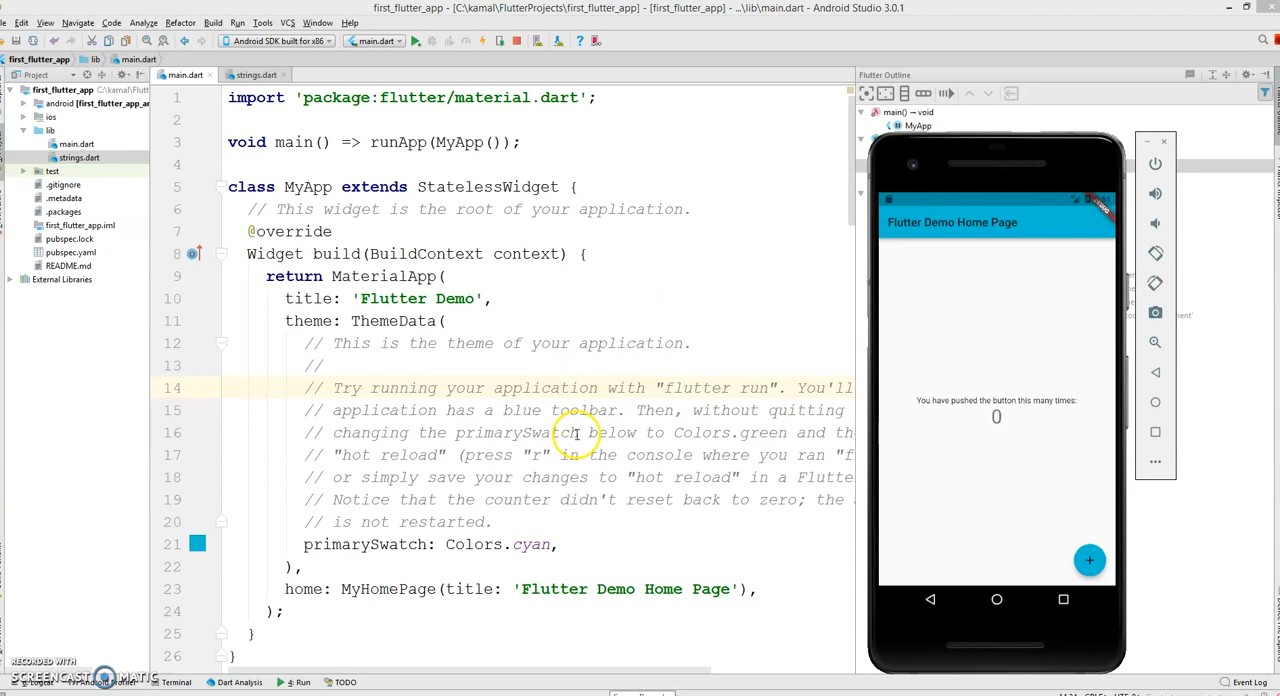 first_flutter_app - [C:\kamal\FlutterProjects\first_flutter_app] - [first_flutter_app] - ...\lib\main.dart - Android Studio 3.0.1
Edit View Navigate Code Analyze Refactor Build Run Tools VCS Window Help
Android SDK built for x86 main.dart
first_flutter_app lib main.dart
Project main.dart strings.dart Flutter Outline
first_flutter_app C:\kamal\Flutt
android [first_flutter_app_an
ios
lib
main.dart
strings.dart
test
.gitignore
.metadata
.packages
first_flutter_app.iml
pubspec.lock
pubspec.yaml
README.md
External Libraries
1 import 'package:flutter/material.dart';
2
3 void main() => runApp(MyApp());
4
5 class MyApp extends StatelessWidget {
6 // This widget is the root of your application.
7 @override
8 Widget build(BuildContext context) {
9 return MaterialApp(
10 title: 'Flutter Demo',
11 theme: ThemeData(
12 // This is the theme of your application.
13 //
14 // Try running your application with "flutter run". You'll
15 // application has a blue toolbar. Then, without quitting
16 // changing the primarySwatch below to Colors.green and the
17 // "hot reload" (press "r" in the console where you ran "f
18 // or simply save your changes to "hot reload" in a Flutter
19 // Notice that the counter didn't reset back to zero; the
20 // is not restarted.
21 primarySwatch: Colors.cyan,
22 ),
23 home: MyHomePage(title: 'Flutter Demo Home Page'),
24 );
25 }
26 }
main() → void
MyApp
Flutter Demo Home Page
You have pushed the button this many times:
0
+
RECORDED WITH
SCREENCAST MATIC
Terminal Dart Analysis 4: Run TODO Event Log